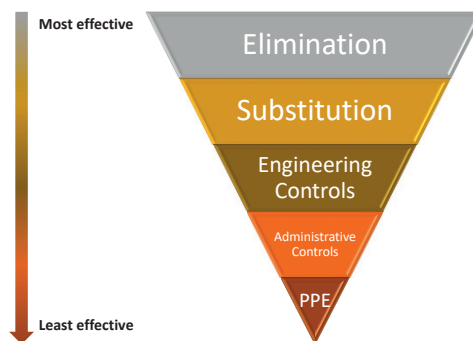 Most effective
Elimination
Substitution
Engineering
Controls
Administrative
Controls
PPE
Least effective